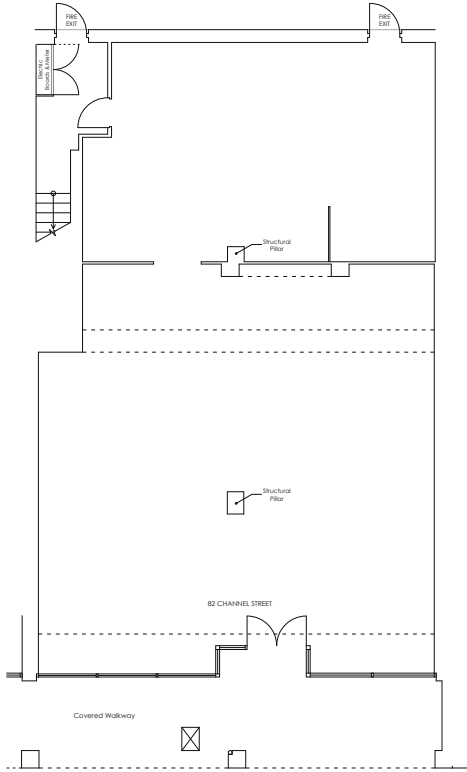 FIRE
EXIT
FIRE
EXIT
Electric
Boards & Meter
Structural
Pillar
Structural
Pillar
82 CHANNEL STREET
Covered Walkway